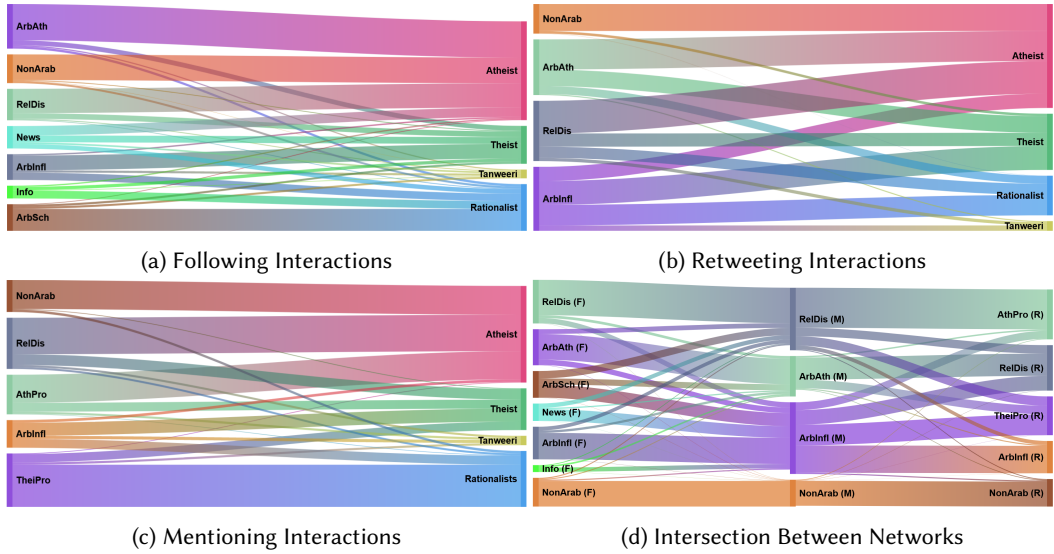 ArbAth
NonArab
RelDis
News
ArbInfl
Info
ArbSch
Atheist
Theist
Tanweeri
Rationalist
(a) Following Interactions
NonArab
ArbAth
RelDis
ArbInfl
Atheist
Theist
Rationalist
Tanweeri
(b) Retweeting Interactions
NonArab
RelDis
AthPro
ArbInfl
TheiPro
Atheist
Theist
Tanweeri
Rationalists
(c) Mentioning Interactions
RelDis (F)
ArbAth (F)
ArbSch (F)
News (F)
ArbInfl (F)
Info (F)
NonArab (F)
RelDis (M)
ArbAth (M)
ArbInfl (M)
NonArab (M)
AthPro (R)
RelDis (R)
TheiPro (R)
ArbInfl (R)
NonArab (R)
(d) Intersection Between Networks